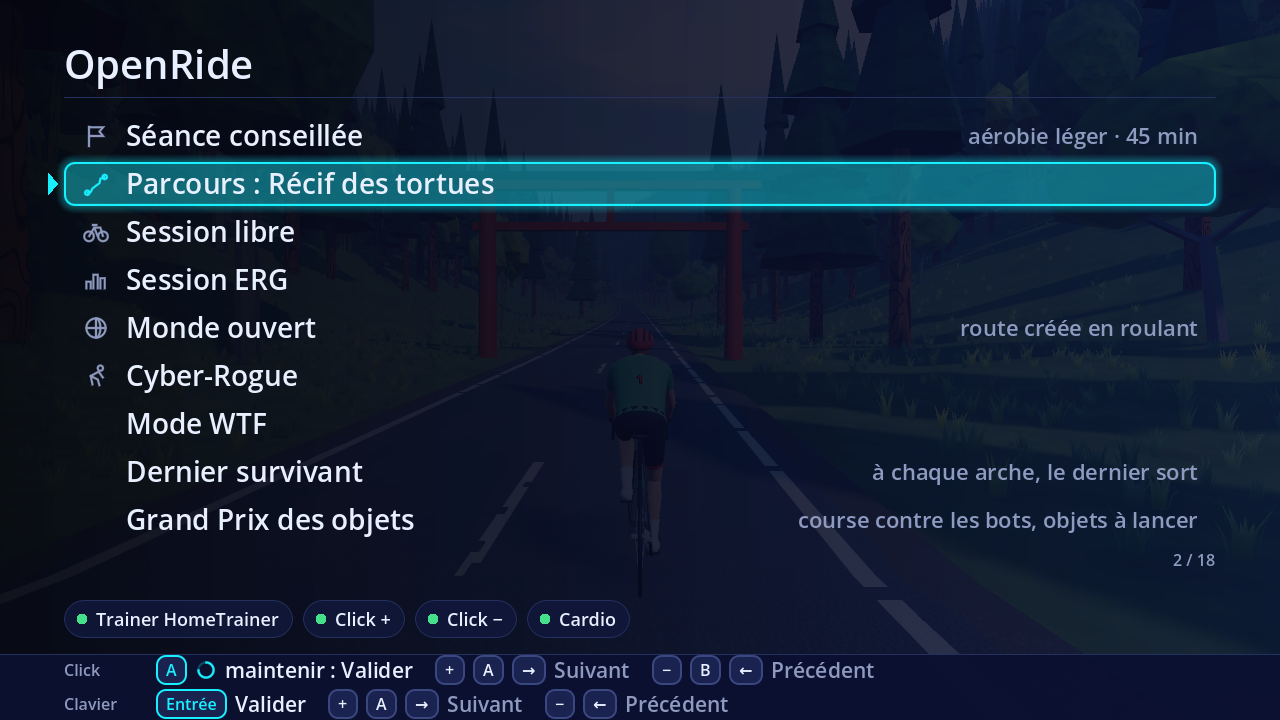 OpenRide
Séance conseillée aérobie léger · 45 min
Parcours : Récif des tortues
Session libre
Session ERG
Monde ouvert route créée en roulant
Cyber-Rogue
Mode WTF
Dernier survivant à chaque arche, le dernier sort
Grand Prix des objets course contre les bots, objets à lancer
2 / 18
Trainer HomeTrainer Click + Click − Cardio
Click A maintenir : Valider + A → Suivant − B ← Précédent
Clavier Entrée Valider + A → Suivant − ← Précédent